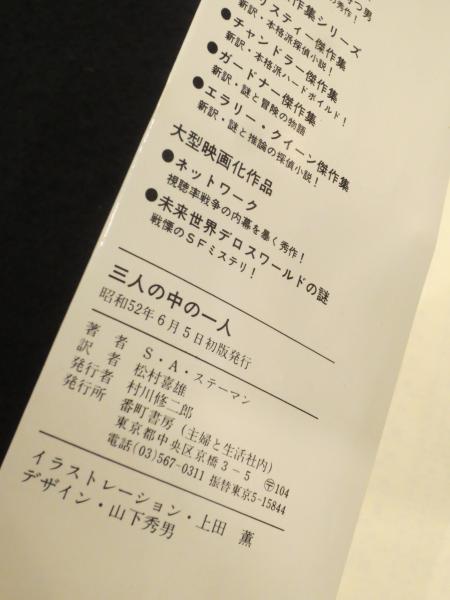 つ男
の秀作！
作集シリーズ
リスティー傑作集
新訳・本格派探偵小説！
●チャンドラー傑作集
新訳・本格派ハードボイルド！
●ガードナー傑作集
新訳・謎と冒険の物語
●エラリー・クイーン傑作集
新訳・謎と推論の探偵小説！
大型映画化作品
●ネットワーク
視聴率戦争の内幕を暴く秀作！
●未来世界デロスワールドの謎
戦慄のSFミステリ！
三人の中の一人
昭和52年6月5日初版発行
著者 S・A・ステーマン
訳者 松村喜雄
発行者 村川修二郎
発行所 番町書房（主婦と生活社内）
東京都中央区京橋3－5 〒104
電話(03)567-0311 振替東京5-15844
イラストレーション・上田 薫
デザイン・山下秀男